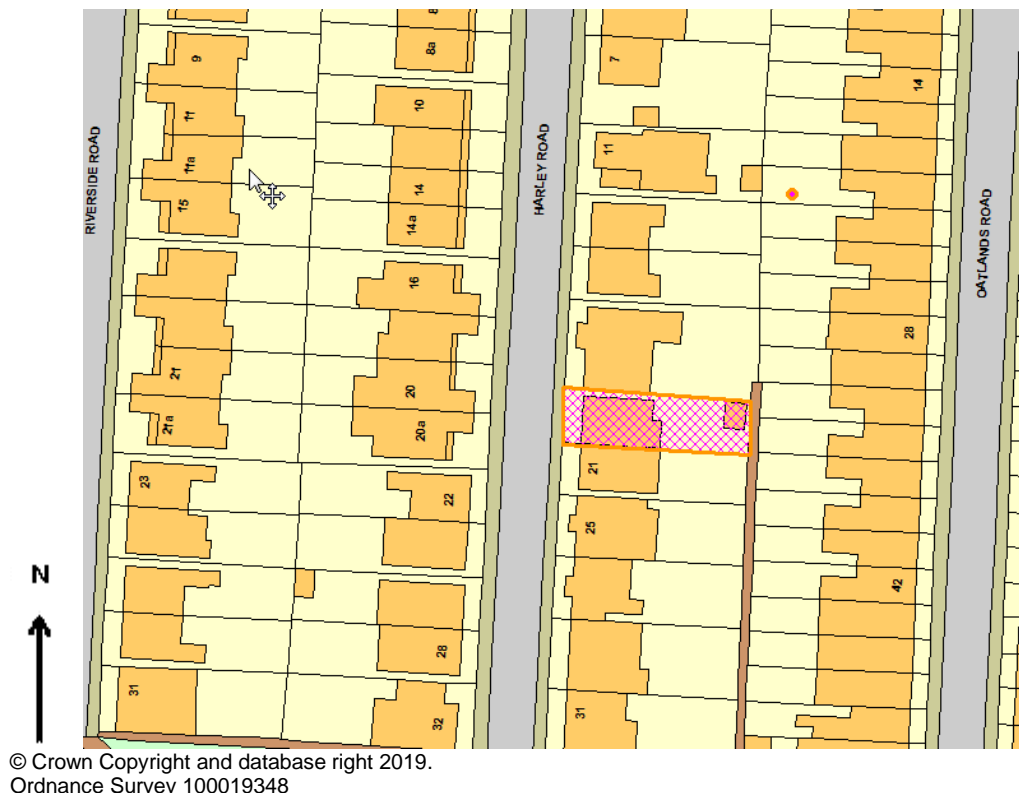 8
8a
7
9
14
10
11
RIVERSIDE ROAD
HARLEY ROAD
11
11a
14
15
14a
OATLANDS ROAD
16
28
21
20
21a
20a
21
23
22
25
N
42
28
31
32
31
© Crown Copyright and database right 2019.
Ordnance Survey 100019348